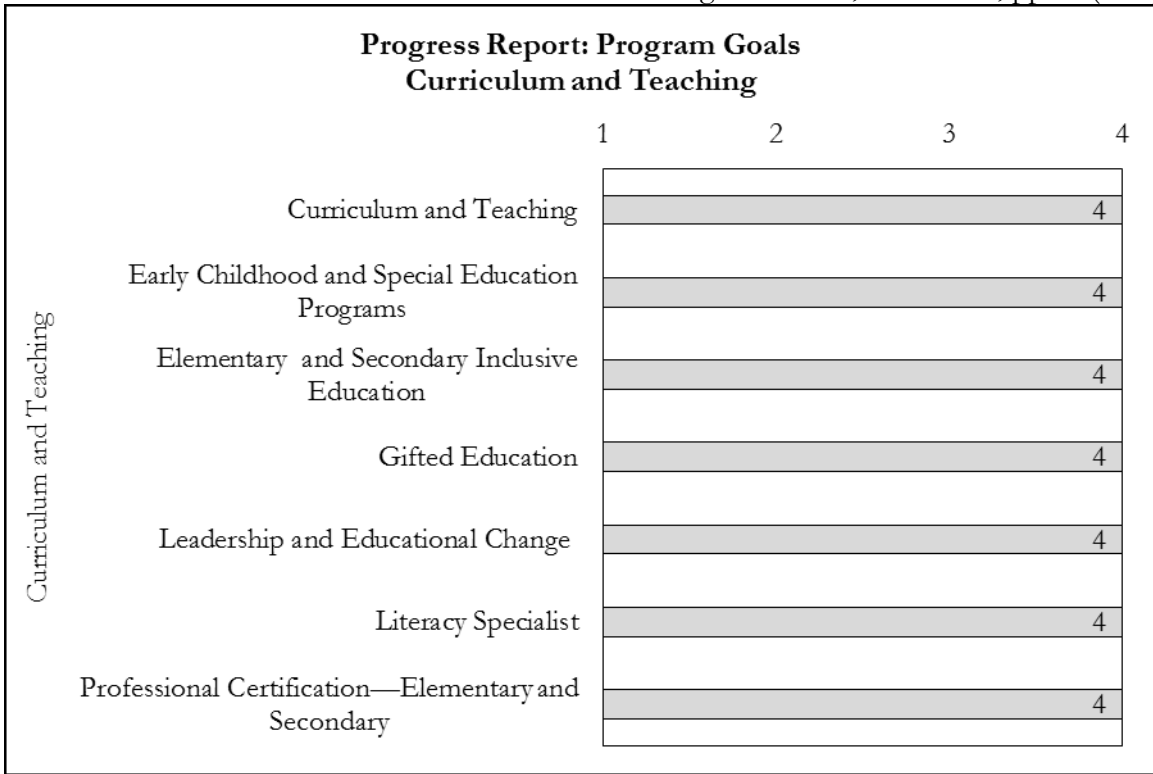 Progress Report: Program Goals
Curriculum and Teaching
1 2 3 4
Curriculum and Teaching
Curriculum and Teaching 4
Early Childhood and Special Education
Programs 4
Elementary and Secondary Inclusive
Education 4
Gifted Education 4
Leadership and Educational Change 4
Literacy Specialist 4
Professional Certification—Elementary and
Secondary 4